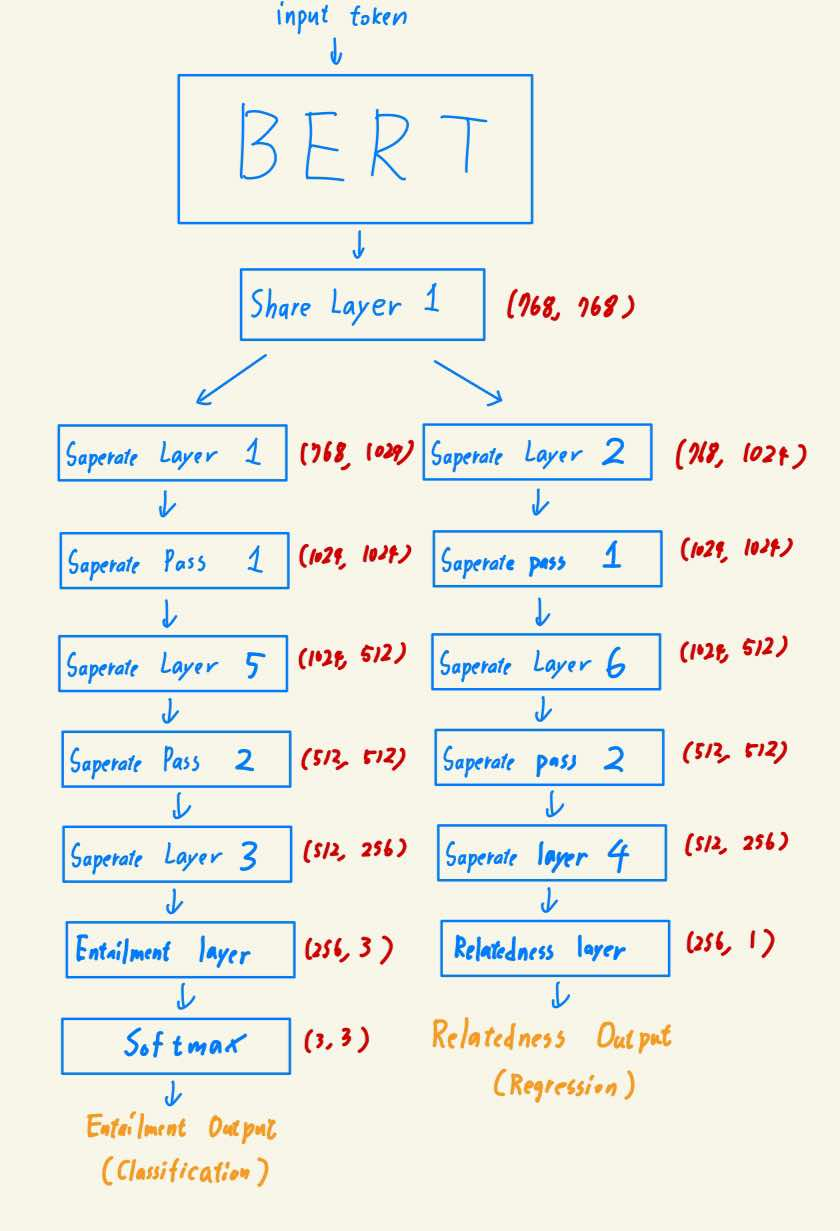 input token
BERT
Share Layer 1 (768, 768)
Saperate Layer 1 (768, 1024)
Saperate Layer 2 (768, 1024)
Saperate Pass 1 (1024, 1024)
Saperate pass 1 (1024, 1024)
Saperate Layer 5 (1024, 512)
Saperate Layer 6 (1024, 512)
Saperate Pass 2 (512, 512)
Saperate pass 2 (512, 512)
Saperate Layer 3 (512, 256)
Saperate layer 4 (512, 256)
Entailment layer (256, 3)
Relatedness layer (256, 1)
Softmax (3, 3)
Relatedness Output
(Regression)
Entailment Output
(Classification)